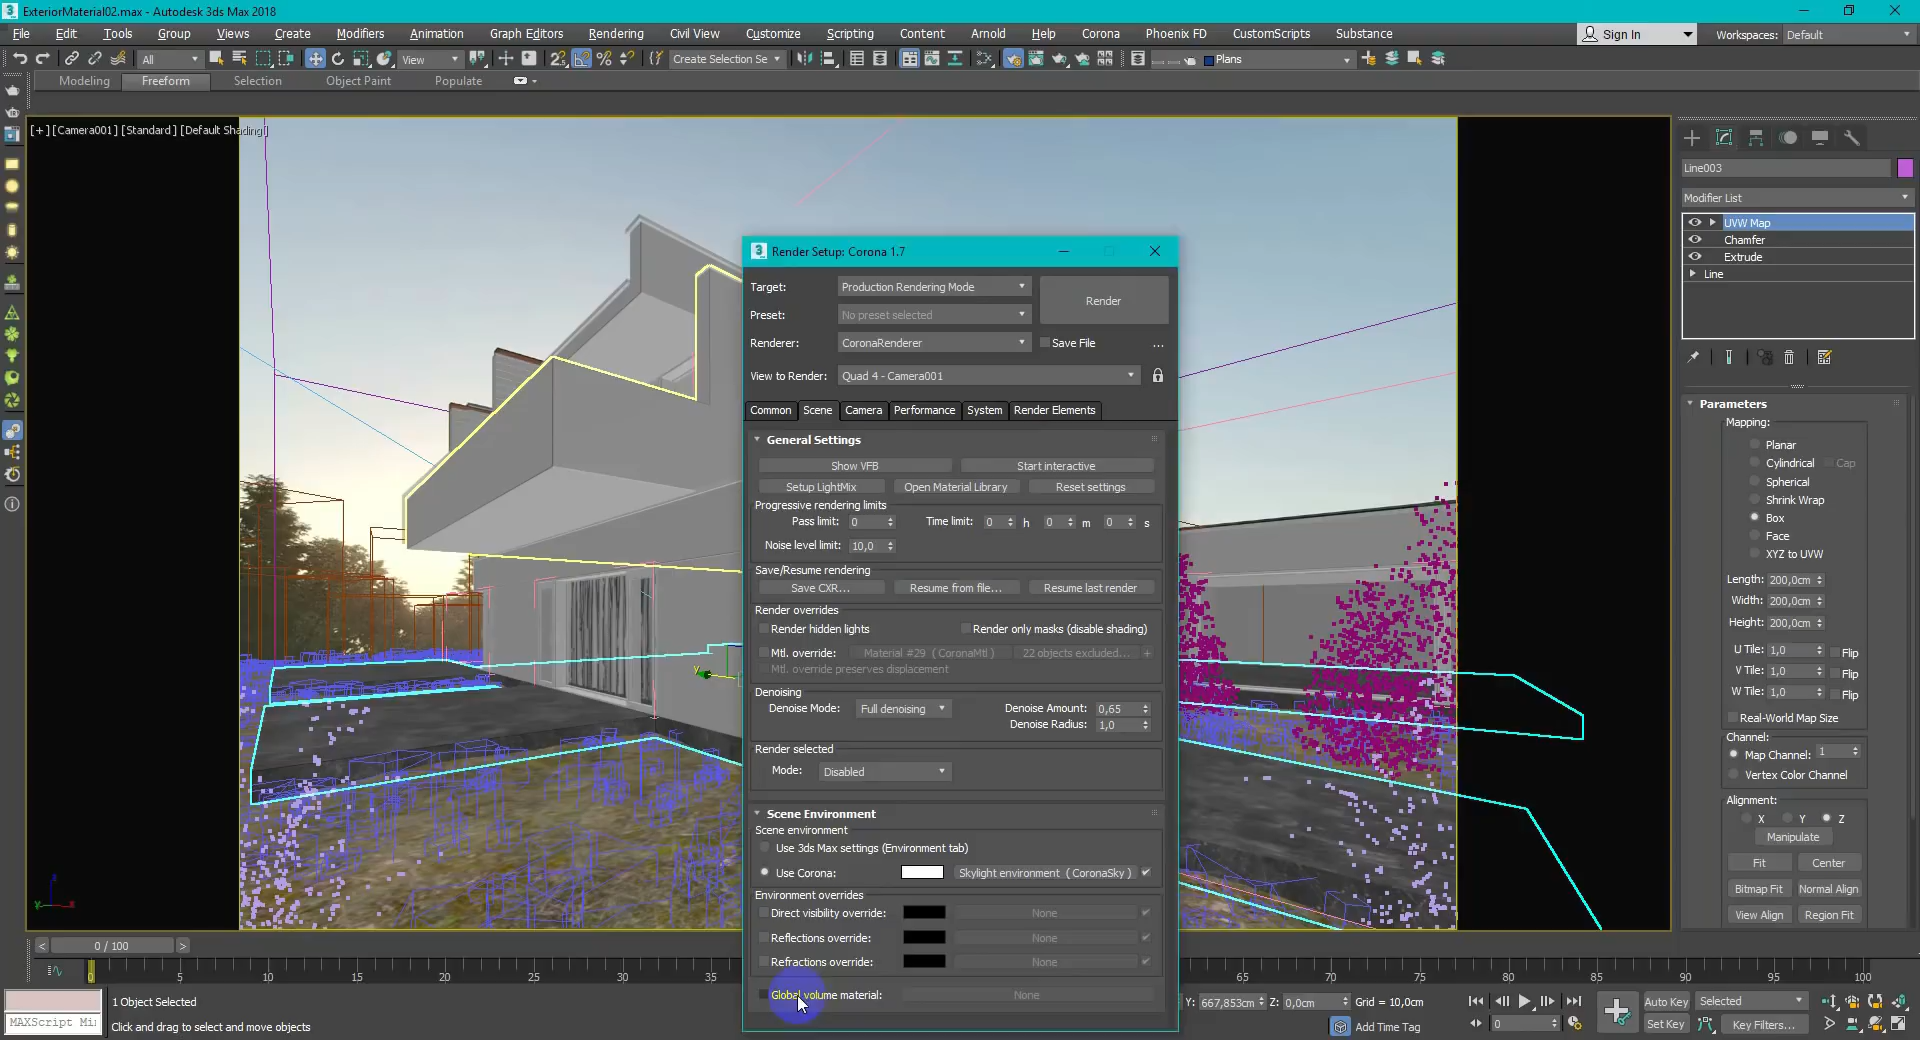 ExteriorMaterial02.max - Autodesk 3ds Max 2018
File Edit Tools Group Views Create Modifiers Animation Graph Editors Rendering Civil View Customize Scripting Content Arnold Help Corona Phoenix FD CustomScripts Substance Sign In Workspaces: Default
All View Create Selection Se Plans
Modeling Freeform Selection Object Paint Populate
[+] [Camera001] [Standard] [Default Shading]
Line003
Modifier List
UVW Map
Chamfer
Extrude
Line
Render Setup: Corona 1.7
Target: Production Rendering Mode Render
Preset: No preset selected
Renderer: CoronaRenderer Save File ...
View to Render: Quad 4 - Camera001
Common Scene Camera Performance System Render Elements
General Settings
Show VFB Start interactive
Setup LightMix Open Material Library Reset settings
Progressive rendering limits
Pass limit: 0 Time limit: 0 h 0 m 0 s
Noise level limit: 10,0
Save/Resume rendering
Save CXR... Resume from file... Resume last render
Render overrides
Render hidden lights Render only masks (disable shading)
Mtl. override: Material #29 ( CoronaMtl ) 22 objects excluded... +
Mtl. override preserves displacement
Denoising
Denoise Mode: Full denoising Denoise Amount: 0,65
Denoise Radius: 1,0
Render selected
Mode: Disabled
Scene Environment
Scene environment
Use 3ds Max settings (Environment tab)
Use Corona: Skylight environment ( CoronaSky )
Environment overrides
Direct visibility override: None
Reflections override: None
Refractions override: None
Global volume material: None
Parameters
Mapping:
Planar
Cylindrical Cap
Spherical
Shrink Wrap
Box
Face
XYZ to UVW
Length: 200,0cm
Width: 200,0cm
Height: 200,0cm
U Tile: 1,0 Flip
V Tile: 1,0 Flip
W Tile: 1,0 Flip
Real-World Map Size
Channel:
Map Channel: 1
Vertex Color Channel
Alignment:
X Y Z
Manipulate
Fit Center
Bitmap Fit Normal Align
View Align Region Fit
< 0 / 100 >
0 5 10 15 20 25 30 35 65 70 75 80 85 90 95 100
1 Object Selected
Y: 667,853cm Z: 0,0cm Grid = 10,0cm Auto Key Selected
MAXScript Mi
Click and drag to select and move objects
Add Time Tag 0 Set Key Key Filters...